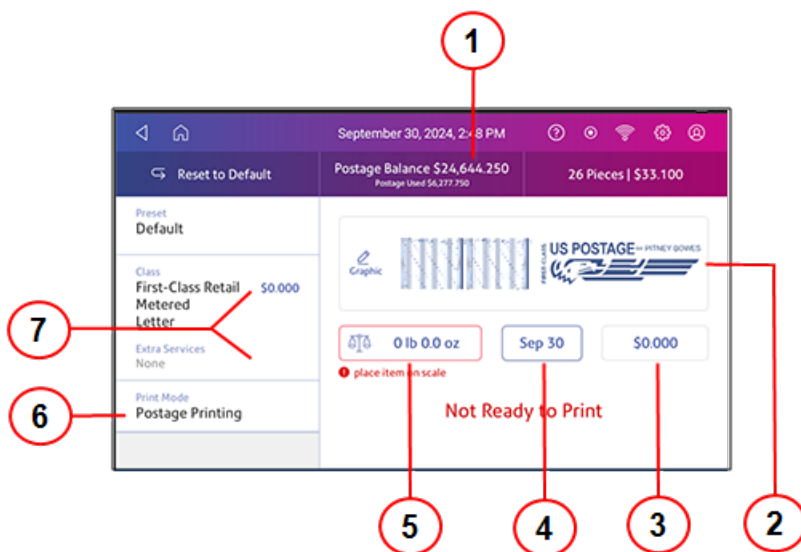 1
September 30, 2024, 2:48 PM
Reset to Default
Postage Balance $24,644.250
Postage Used $6,277.750
26 Pieces | $33.100
Preset
Default
Graphic
FIRST-CLASS
US POSTAGE PITNEY BOWES
Class
First-Class Retail $0.000
Metered
Letter
Extra Services
None
0 lb 0.0 oz
Sep 30
$0.000
place item on scale
Print Mode
Postage Printing
Not Ready to Print
7
6
5
4
3
2